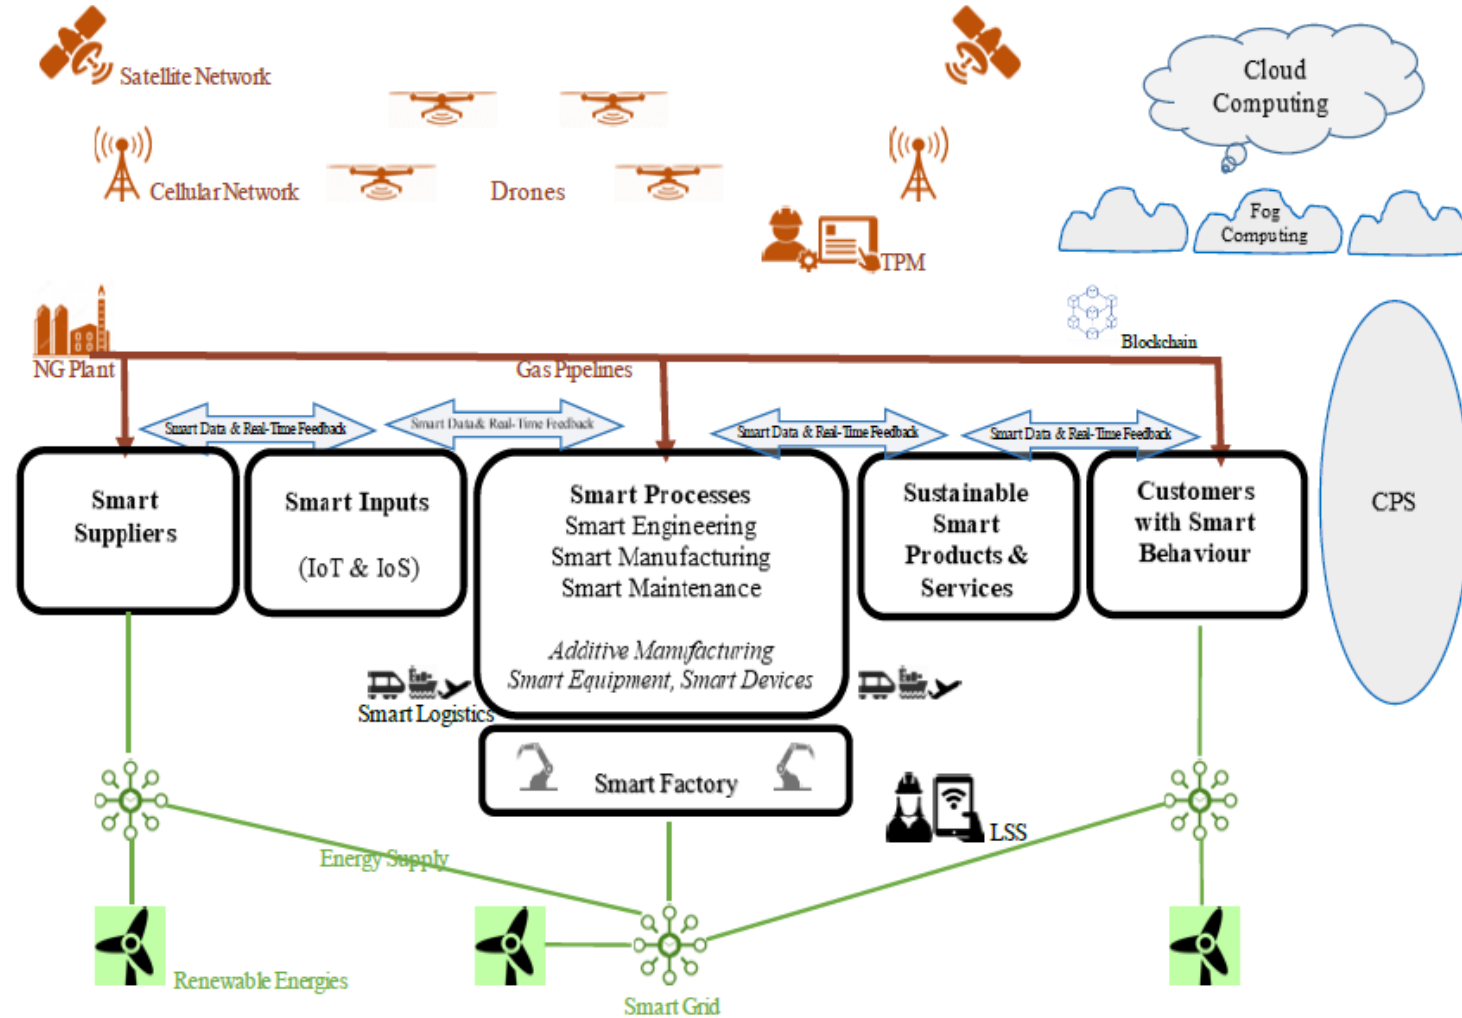 Satellite Network
Cloud
Computing
Cellular Network
Drones
Fog
Computing
TPM
Blockchain
NG Plant
Gas Pipelines
Smart Data & Real-Time Feedback
Smart Data& Real-Time Feedback
Smart Data & Real-Time Feedback
Smart Data & Real-Time Feedback
Smart
Suppliers
Smart Inputs
(IoT & IoS)
Smart Processes
Smart Engineering
Smart Manufacturing
Smart Maintenance
Additive Manufacturing
Smart Equipment, Smart Devices
Sustainable
Smart
Products &
Services
Customers
with Smart
Behaviour
CPS
Smart Logistics
Smart Factory
LSS
Energy Supply
Renewable Energies
Smart Grid